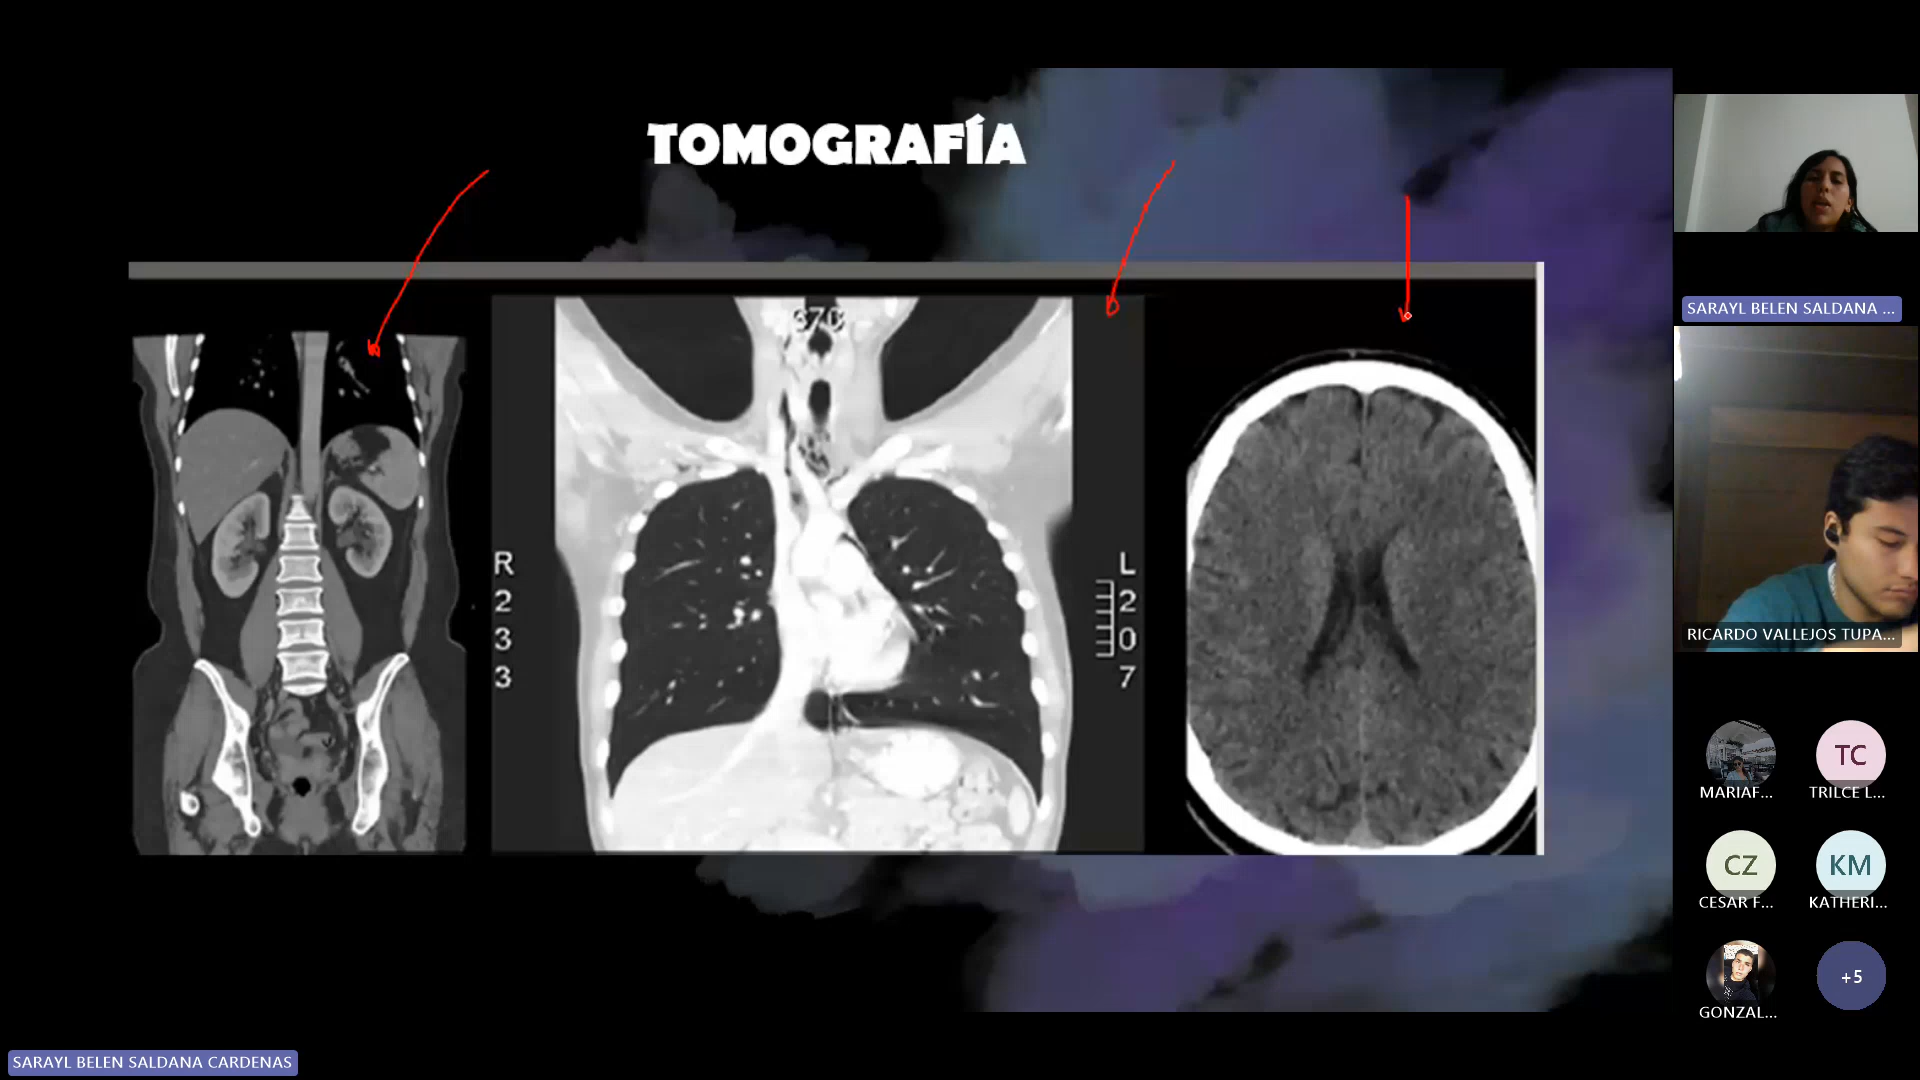 TOMOGRAFÍA
R
2
3
3
L
2
0
7
SARAYL BELEN SALDANA ...
RICARDO VALLEJOS TUPA...
MARIAF...
TC
TRILCE L...
CZ
CESAR F...
KM
KATHERI...
GONZAL...
+5
SARAYL BELEN SALDANA CARDENAS